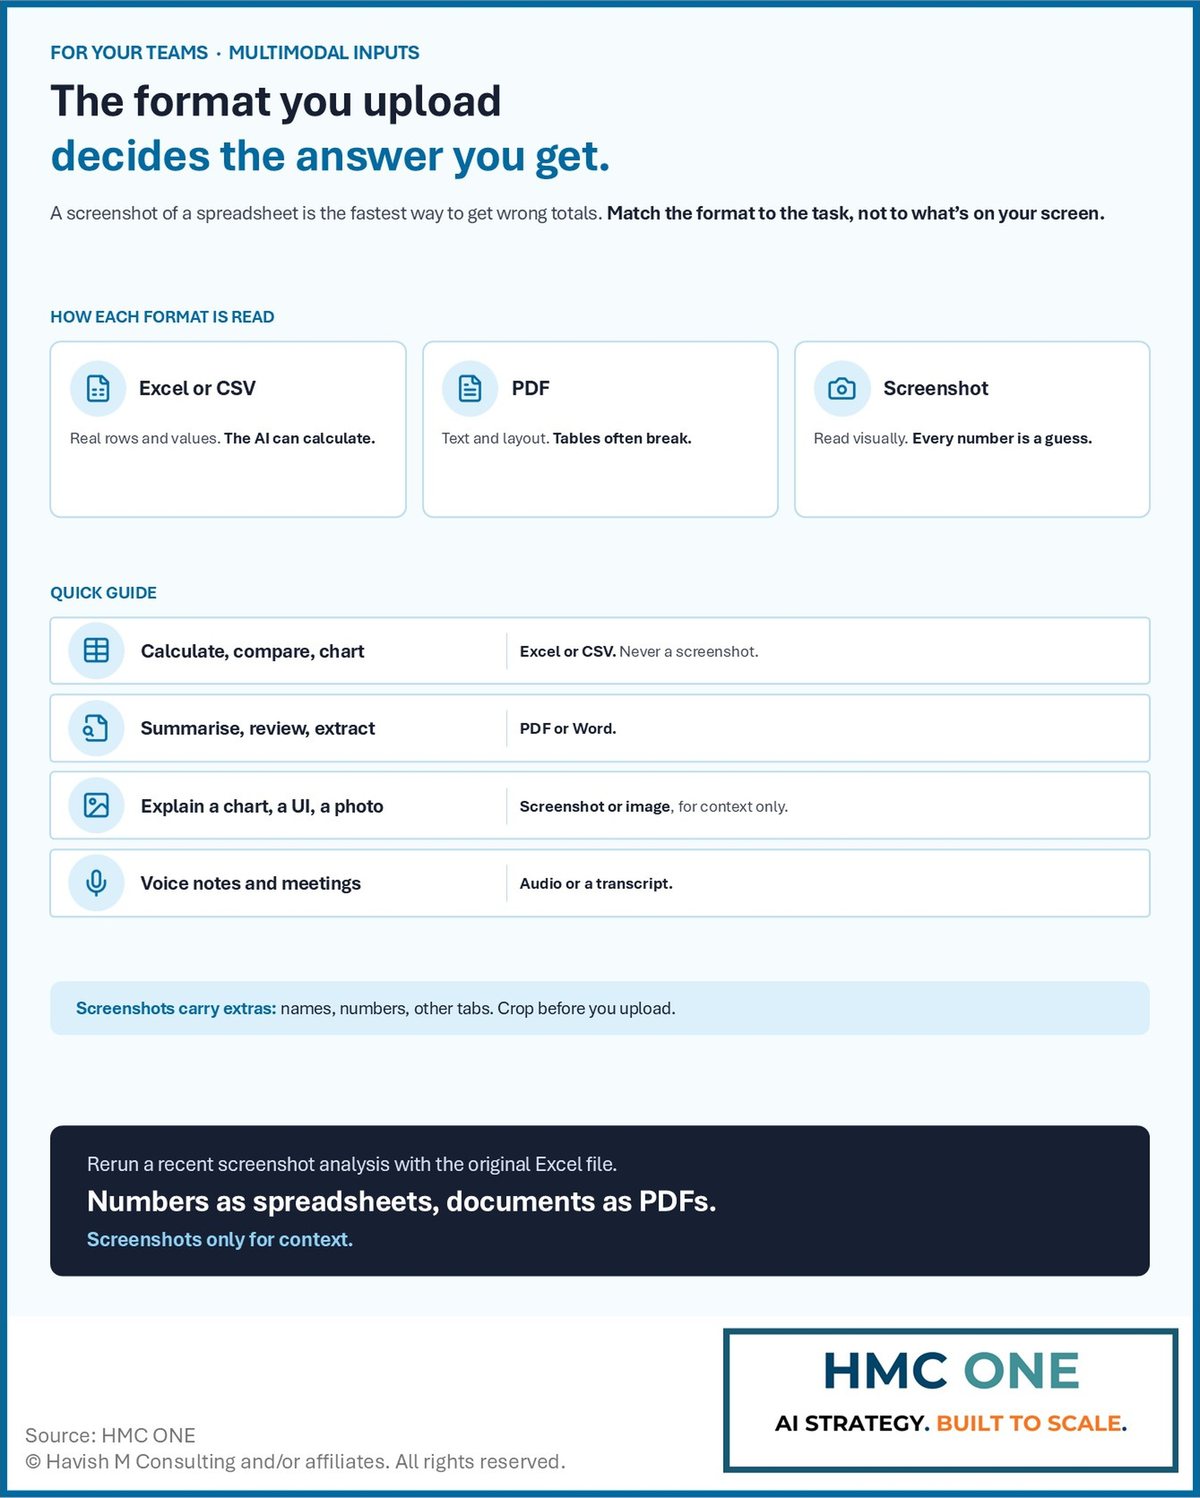 FOR YOUR TEAMS · MULTIMODAL INPUTS
The format you upload
decides the answer you get.
A screenshot of a spreadsheet is the fastest way to get wrong totals. Match the format to the task, not to what’s on your screen.
HOW EACH FORMAT IS READ
Excel or CSV
Real rows and values. The AI can calculate.
PDF
Text and layout. Tables often break.
Screenshot
Read visually. Every number is a guess.
QUICK GUIDE
Calculate, compare, chart
Excel or CSV. Never a screenshot.
Summarise, review, extract
PDF or Word.
Explain a chart, a UI, a photo
Screenshot or image, for context only.
Voice notes and meetings
Audio or a transcript.
Screenshots carry extras: names, numbers, other tabs. Crop before you upload.
Rerun a recent screenshot analysis with the original Excel file.
Numbers as spreadsheets, documents as PDFs.
Screenshots only for context.
HMC ONE
AI STRATEGY. BUILT TO SCALE.
Source: HMC ONE
© Havish M Consulting and/or affiliates. All rights reserved.